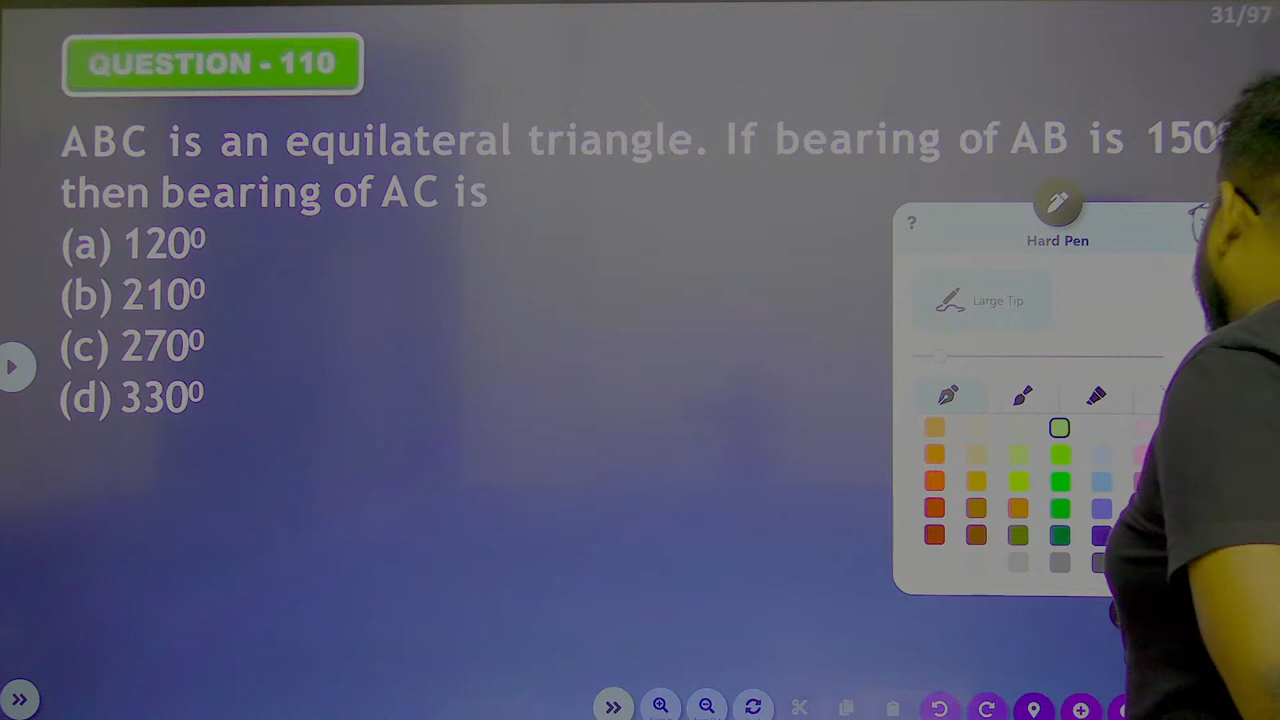 31/97
QUESTION - 110
ABC is an equilateral triangle. If bearing of AB is 150⁰
then bearing of AC is
(a) 120⁰
(b) 210⁰
(c) 270⁰
(d) 330⁰
?
Hard Pen
Large Tip